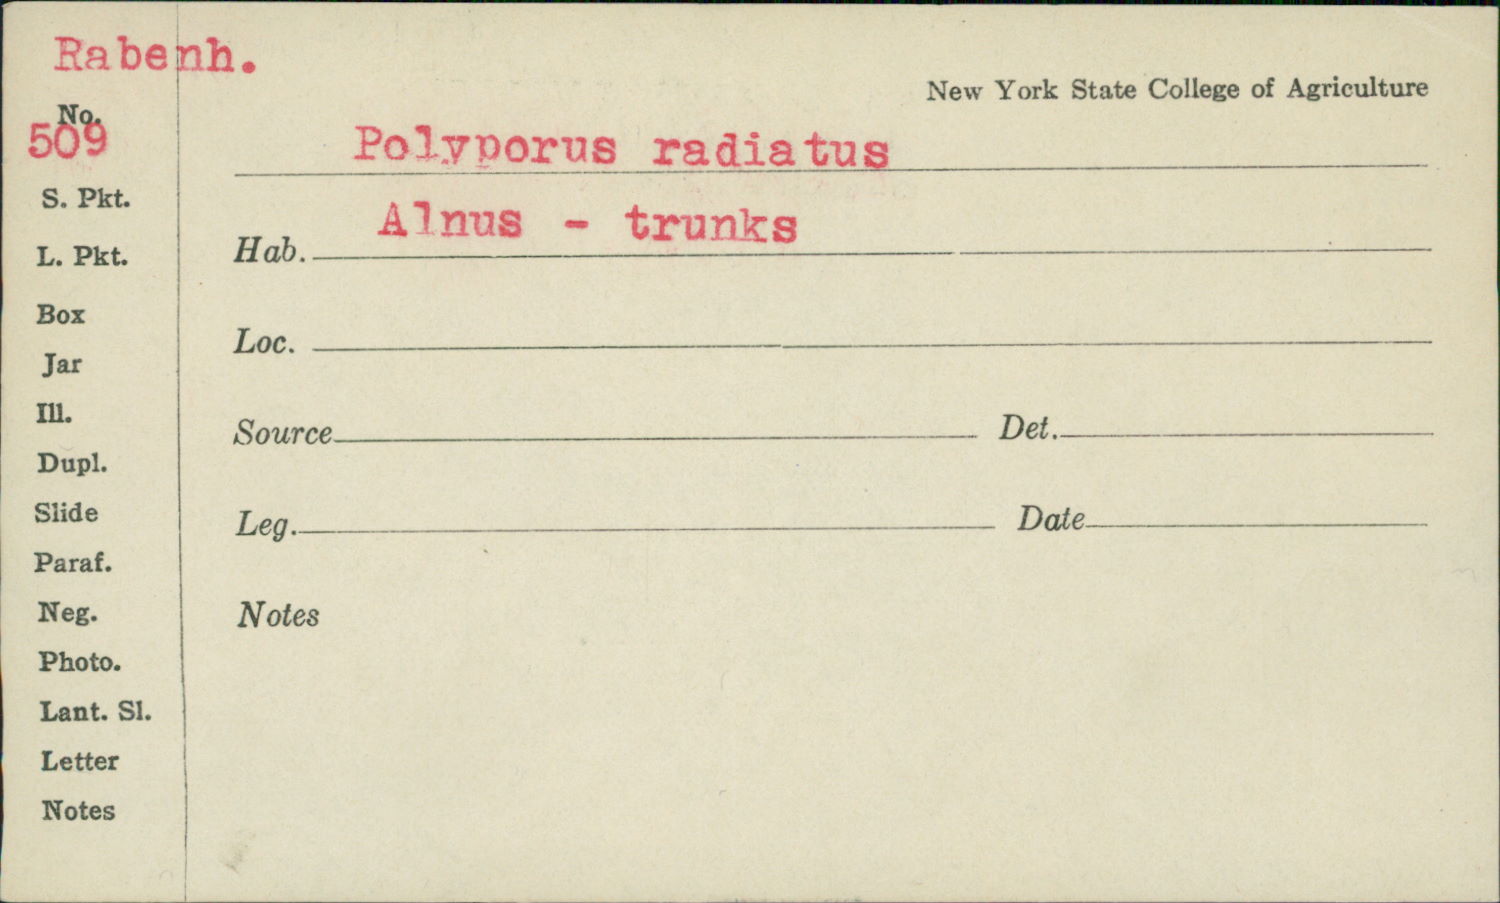 Rabenh.
New York State College of Agriculture
No.
509
Polyporus radiatus
S. Pkt.
Alnus - trunks
Hab.
L. Pkt.
Box
Loc.
Jar
Ill.
Source Det.
Dupl.
Slide
Leg. Date
Paraf.
Neg.
Notes
Photo.
Lant. Sl.
Letter
Notes